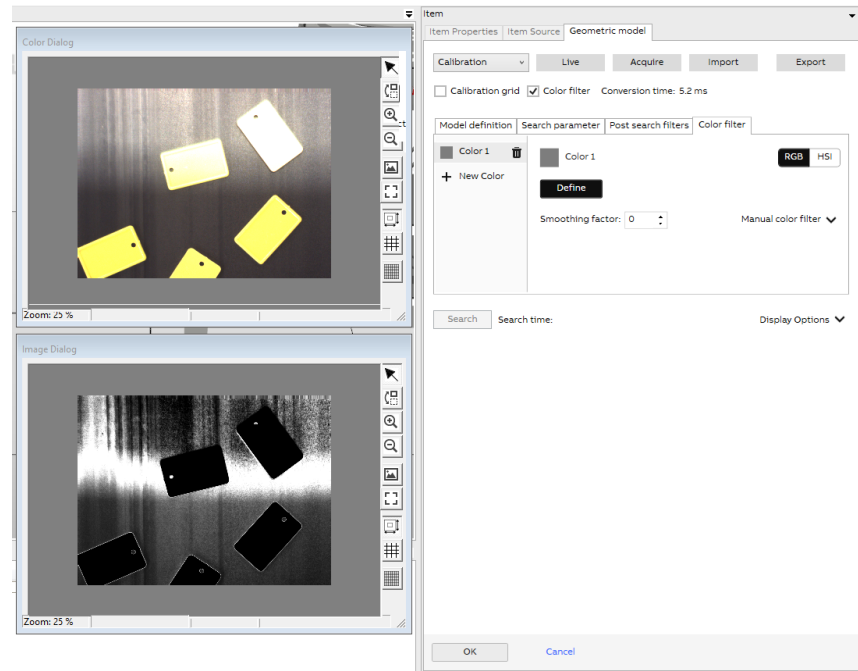 Item
Item Properties
Item Source
Geometric model
Calibration
Live
Acquire
Import
Export
Calibration grid
Color filter
Conversion time: 5.2 ms
Model definition
Search parameter
Post search filters
Color filter
Color 1
New Color
Color 1
RGB
HSI
Define
Smoothing factor:
0
Manual color filter
Search
Search time:
Display Options
OK
Cancel
Color Dialog
ct
Zoom: 25 %
Image Dialog
Zoom: 25 %